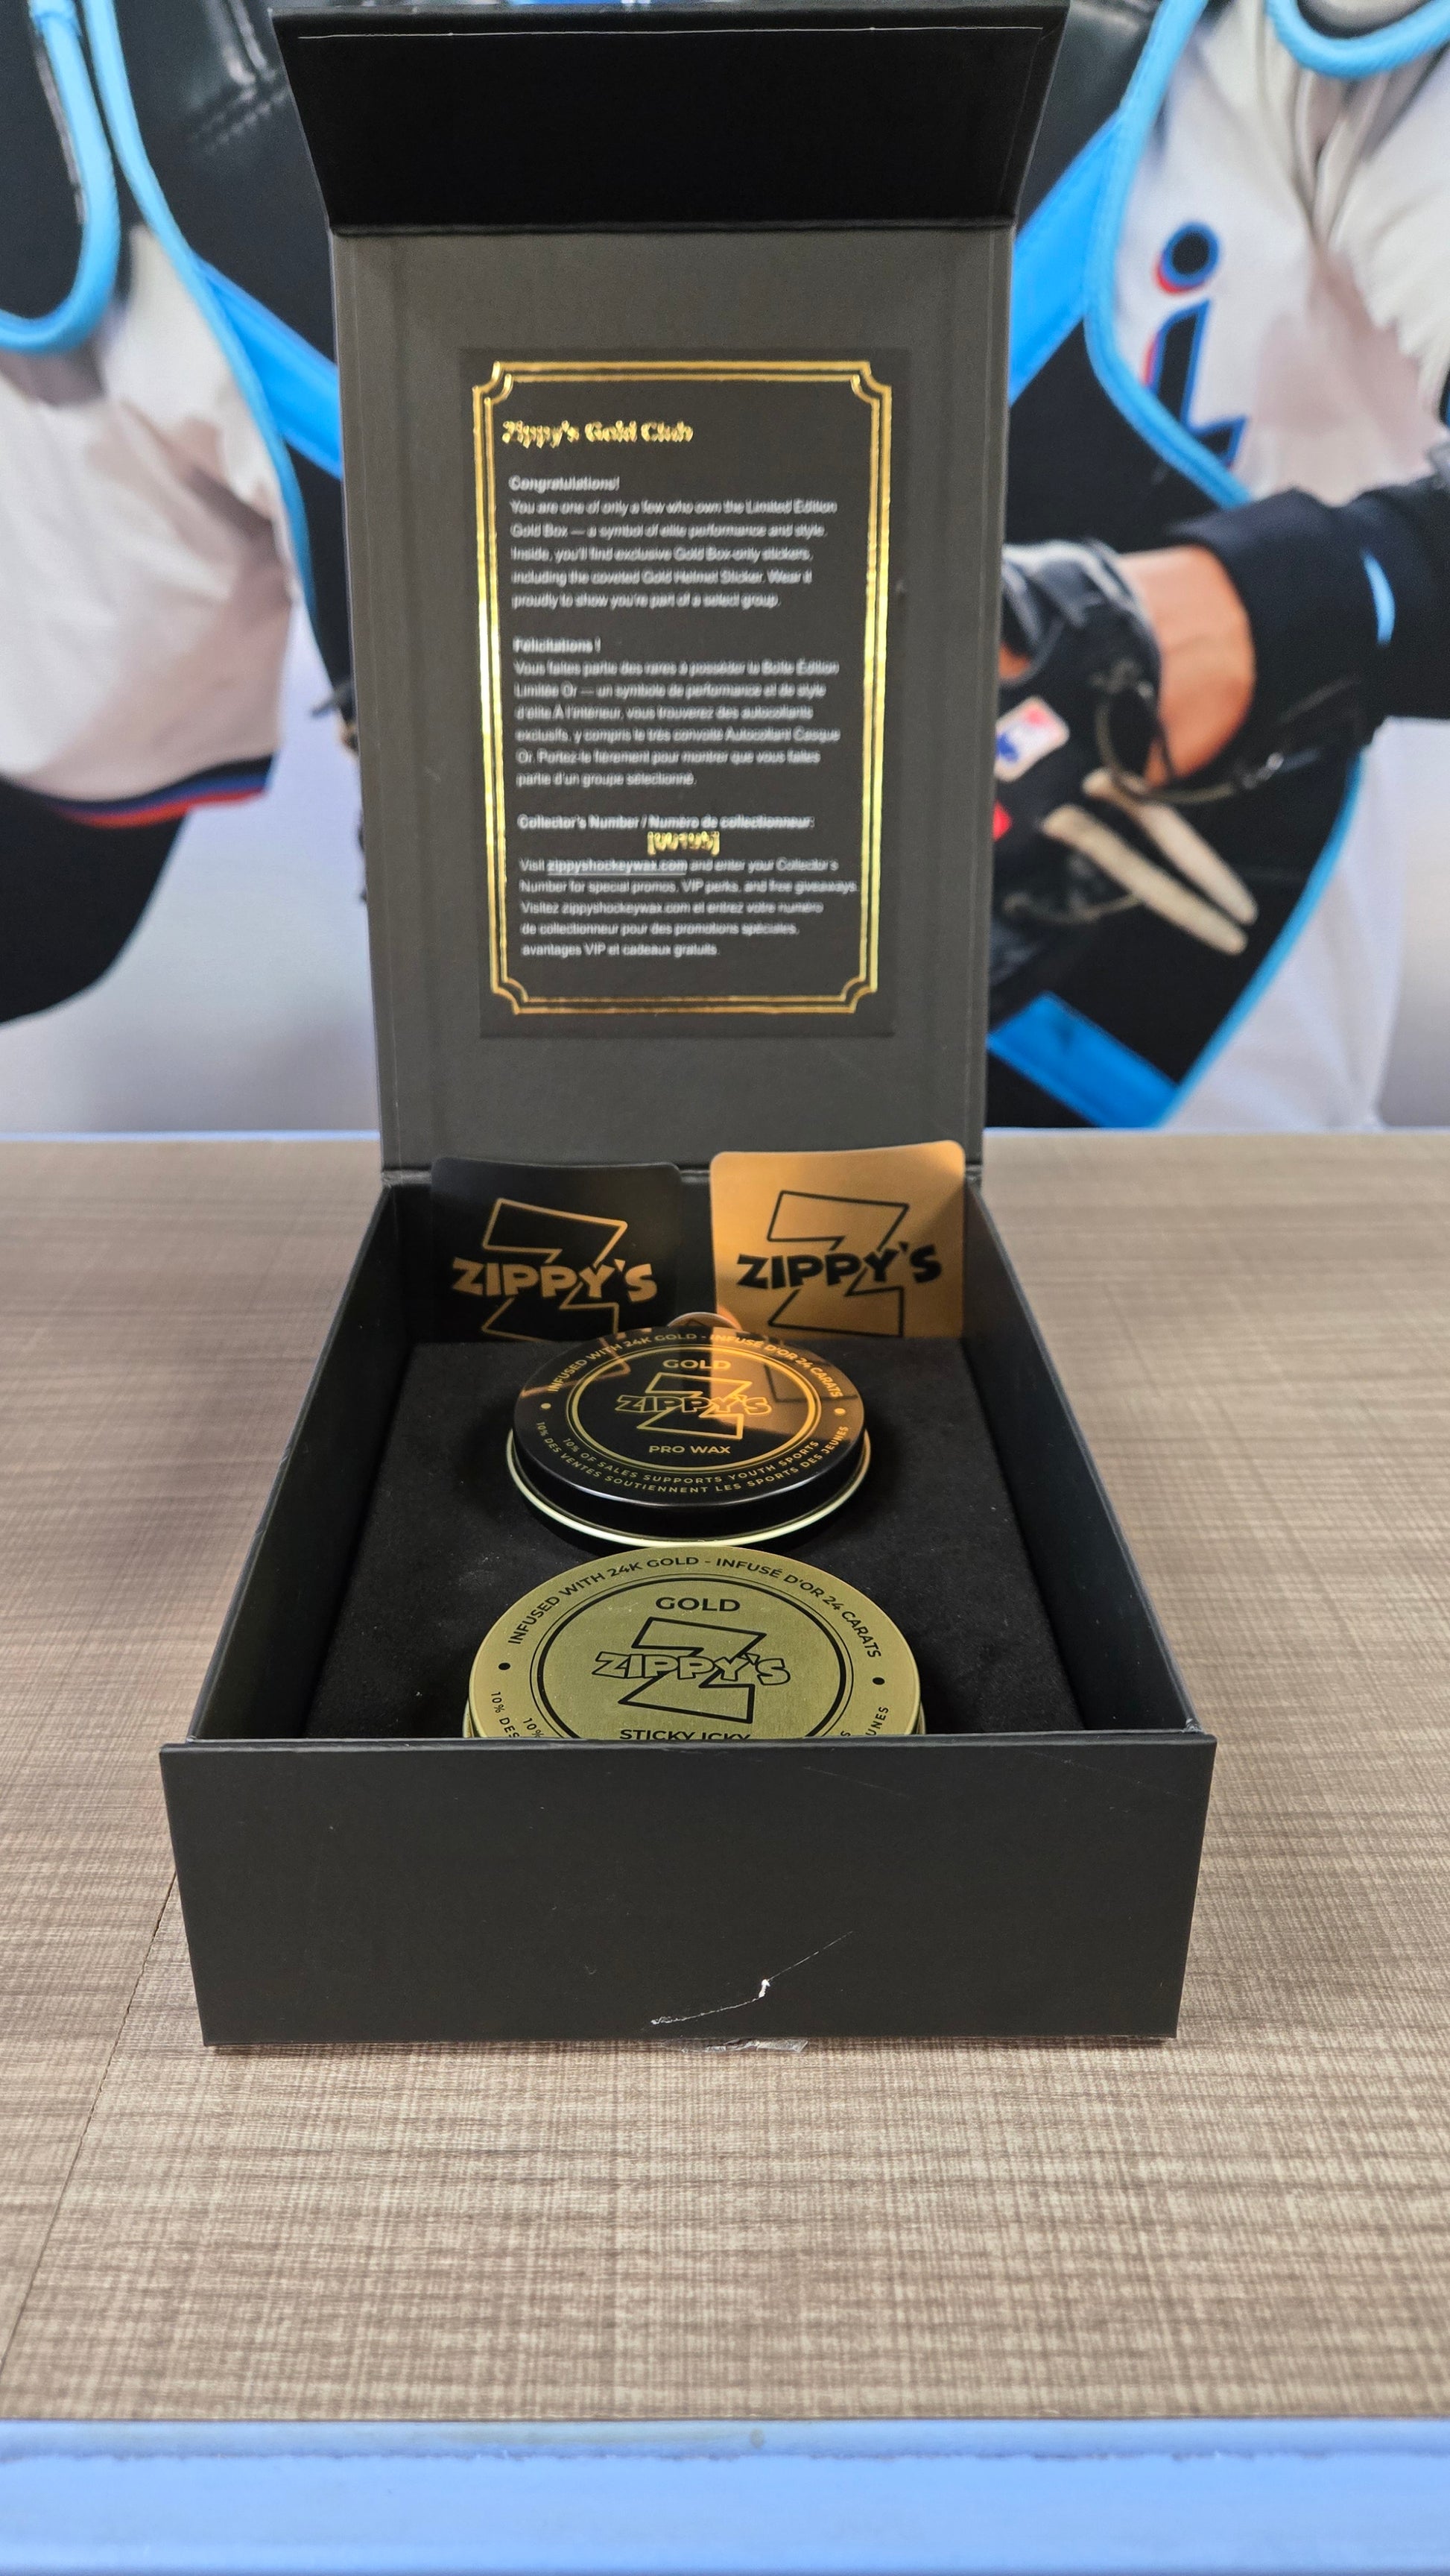 Zippy's Gold Club
Congratulations!
You are one of only a few who own the Limited Edition
Gold Box — a symbol of elite performance and style.
Inside, you'll find exclusive Gold Box-only stickers,
including the coveted Gold Helmet Sticker. Wear it
proudly to show you're part of a select group.
Félicitations !
Vous faites partie des rares à posséder la Boîte Édition
Limitée Or — un symbole de performance et de style
d'élite.À l'intérieur, vous trouverez des autocollants
exclusifs, y compris le très convoité Autocollant Casque
Or. Portez-le fièrement pour montrer que vous faites
partie d'un groupe sélectionné.
Collector's Number / Numéro de collectionneur:
Visit zippyshockeywax.com and enter your Collector's
Number for special promos, VIP perks, and free giveaways.
Visitez zippyshockeywax.com et entrez votre numéro
de collectionneur pour des promotions spéciales,
avantages VIP et cadeaux gratuits.
Z
ZIPPY'S
Z
ZIPPY'S
INFUSED WITH 24K GOLD - INFUSÉ D'OR 24 CARATS
GOLD
Z
ZIPPY'S
PRO WAX
10% OF SALES SUPPORTS YOUTH SPORTS
10% DES VENTES SOUTIENNENT LES SPORTS DES JEUNES
INFUSED WITH 24K GOLD - INFUSÉ D'OR 24 CARATS
GOLD
Z
ZIPPY'S
STICKY ICKY
10%
10% DES